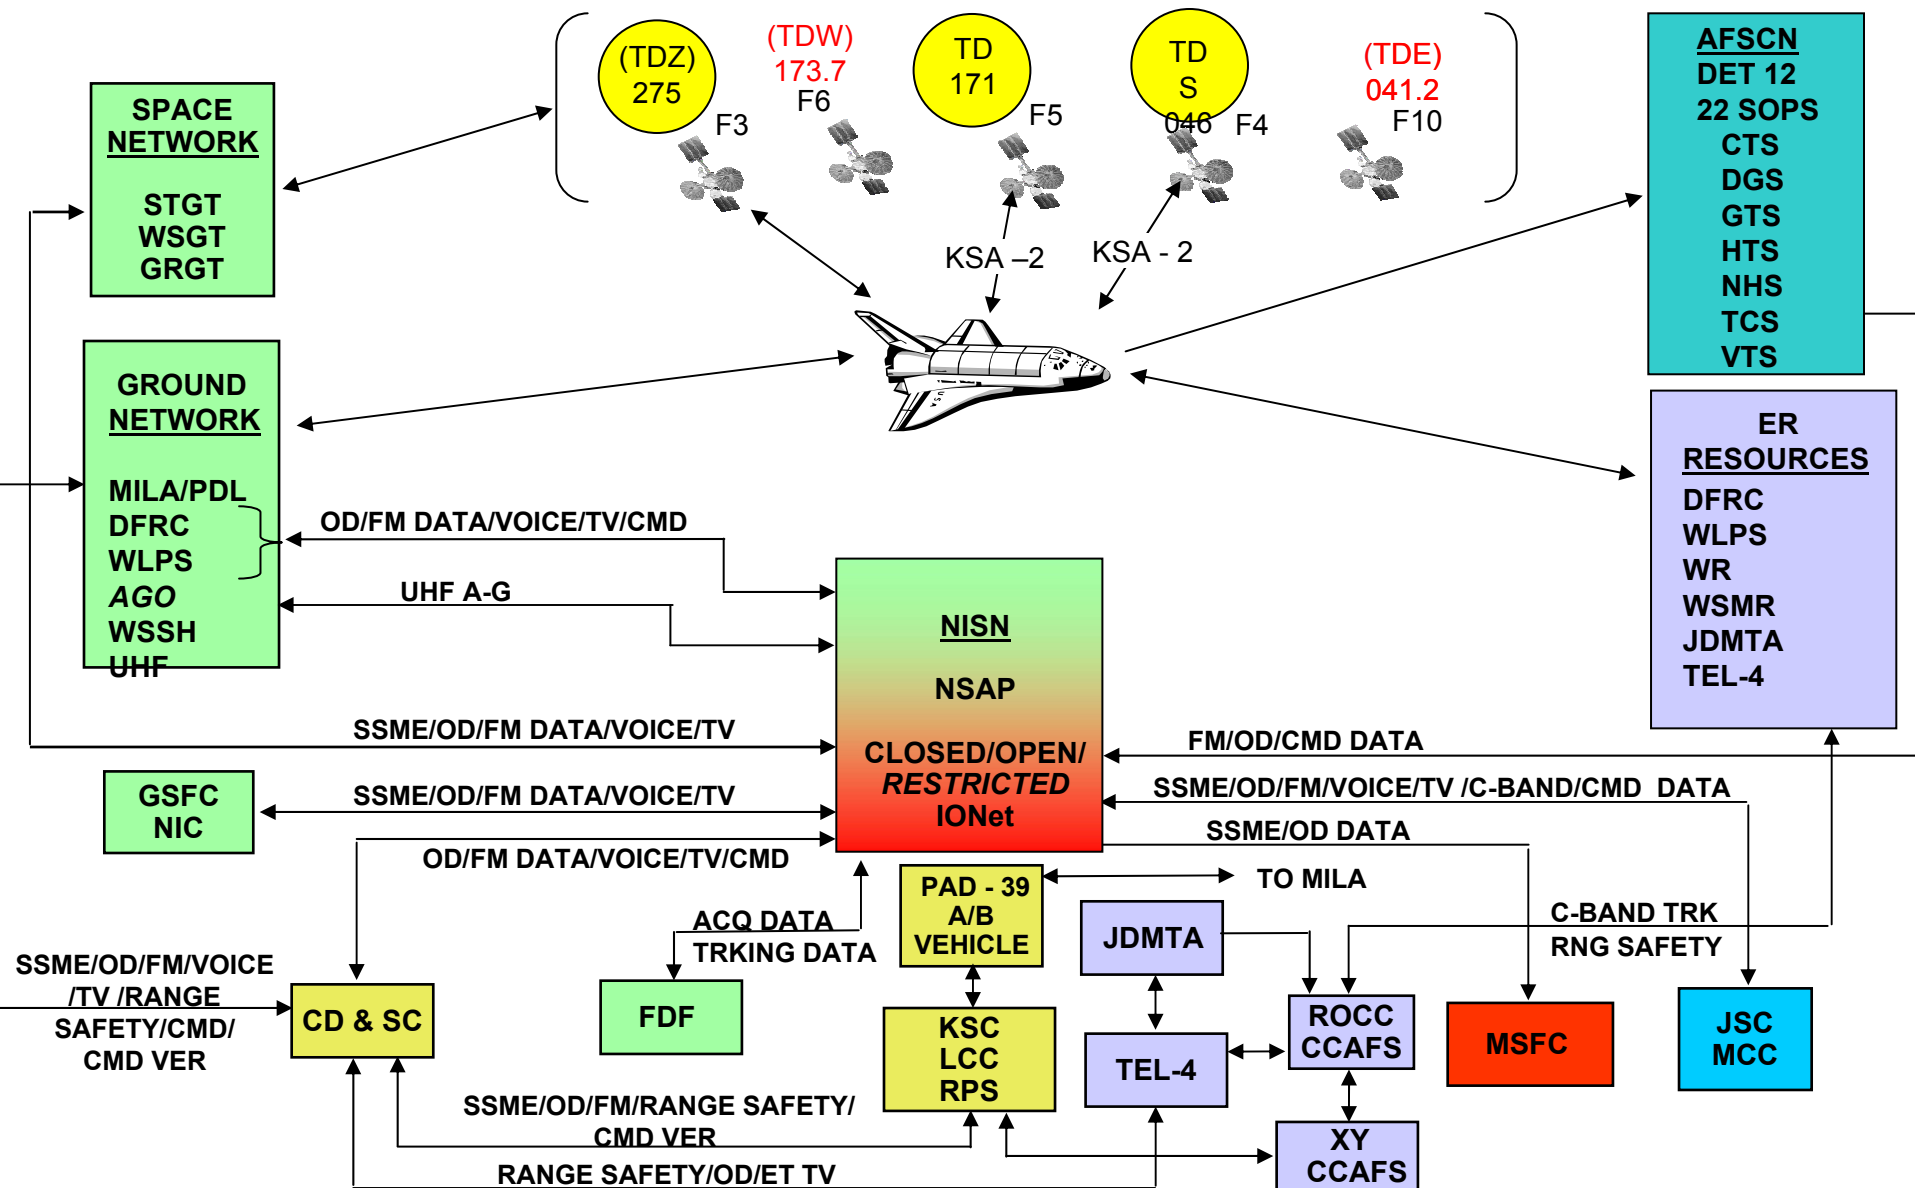 (TDZ)
275
F3
(TDW)
173.7
F6
TD
171
F5
TD
S
046
F4
(TDE)
041.2
F10
SPACE
NETWORK
STGT
WSGT
GRGT
KSA –2
KSA - 2
AFSCN
DET 12
22 SOPS
CTS
DGS
GTS
HTS
NHS
TCS
VTS
GROUND
NETWORK
MILA/PDL
DFRC
WLPS
AGO
WSSH
UHF
USA
ER
RESOURCES
DFRC
WLPS
WR
WSMR
JDMTA
TEL-4
OD/FM DATA/VOICE/TV/CMD
UHF A-G
SSME/OD/FM DATA/VOICE/TV
GSFC
NIC
SSME/OD/FM DATA/VOICE/TV
OD/FM DATA/VOICE/TV/CMD
NISN
NSAP
CLOSED/OPEN/
RESTRICTED
IONet
FM/OD/CMD DATA
SSME/OD/FM/VOICE/TV /C-BAND/CMD DATA
SSME/OD DATA
ACQ DATA
TRKING DATA
PAD - 39
A/B
VEHICLE
TO MILA
JDMTA
C-BAND TRK
RNG SAFETY
SSME/OD/FM/VOICE
/TV /RANGE
SAFETY/CMD/
CMD VER
CD & SC
FDF
KSC
LCC
RPS
TEL-4
ROCC
CCAFS
MSFC
JSC
MCC
SSME/OD/FM/RANGE SAFETY/
CMD VER
XY
CCAFS
RANGE SAFETY/OD/ET TV